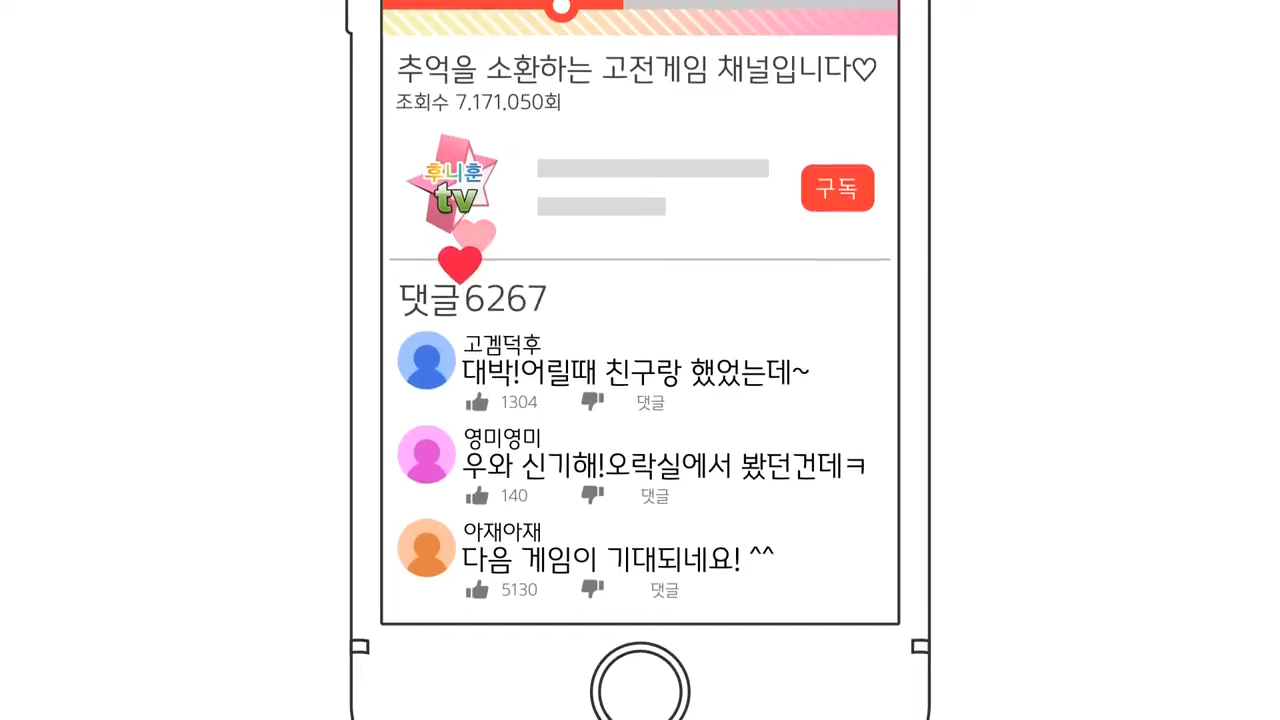 추억을 소환하는 고전게임 채널입니다♡
조회수 7.171.050회
후니훈
tv
구독
댓글 6267
고겜덕후
대박!어릴때 친구랑 했었는데~
1304 댓글
영미영미
우와 신기해!오락실에서 봤던건데ㅋ
140 댓글
아재아재
다음 게임이 기대되네요! ^^
5130 댓글